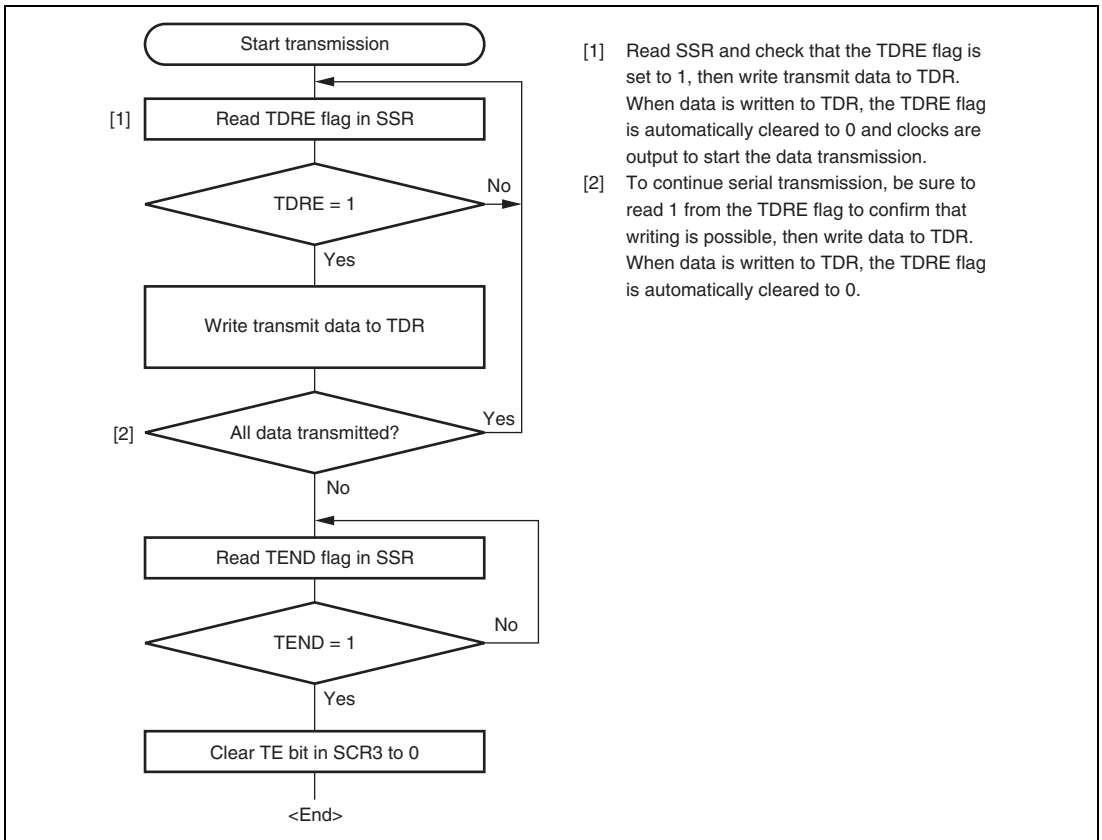 Start transmission
[1] Read TDRE flag in SSR
TDRE = 1
No
Yes
Write transmit data to TDR
[2] All data transmitted?
Yes
No
Read TEND flag in SSR
TEND = 1
No
Yes
Clear TE bit in SCR3 to 0
<End>
[1] Read SSR and check that the TDRE flag is
set to 1, then write transmit data to TDR.
When data is written to TDR, the TDRE flag
is automatically cleared to 0 and clocks are
output to start the data transmission.
[2] To continue serial transmission, be sure to
read 1 from the TDRE flag to confirm that
writing is possible, then write data to TDR.
When data is written to TDR, the TDRE flag
is automatically cleared to 0.